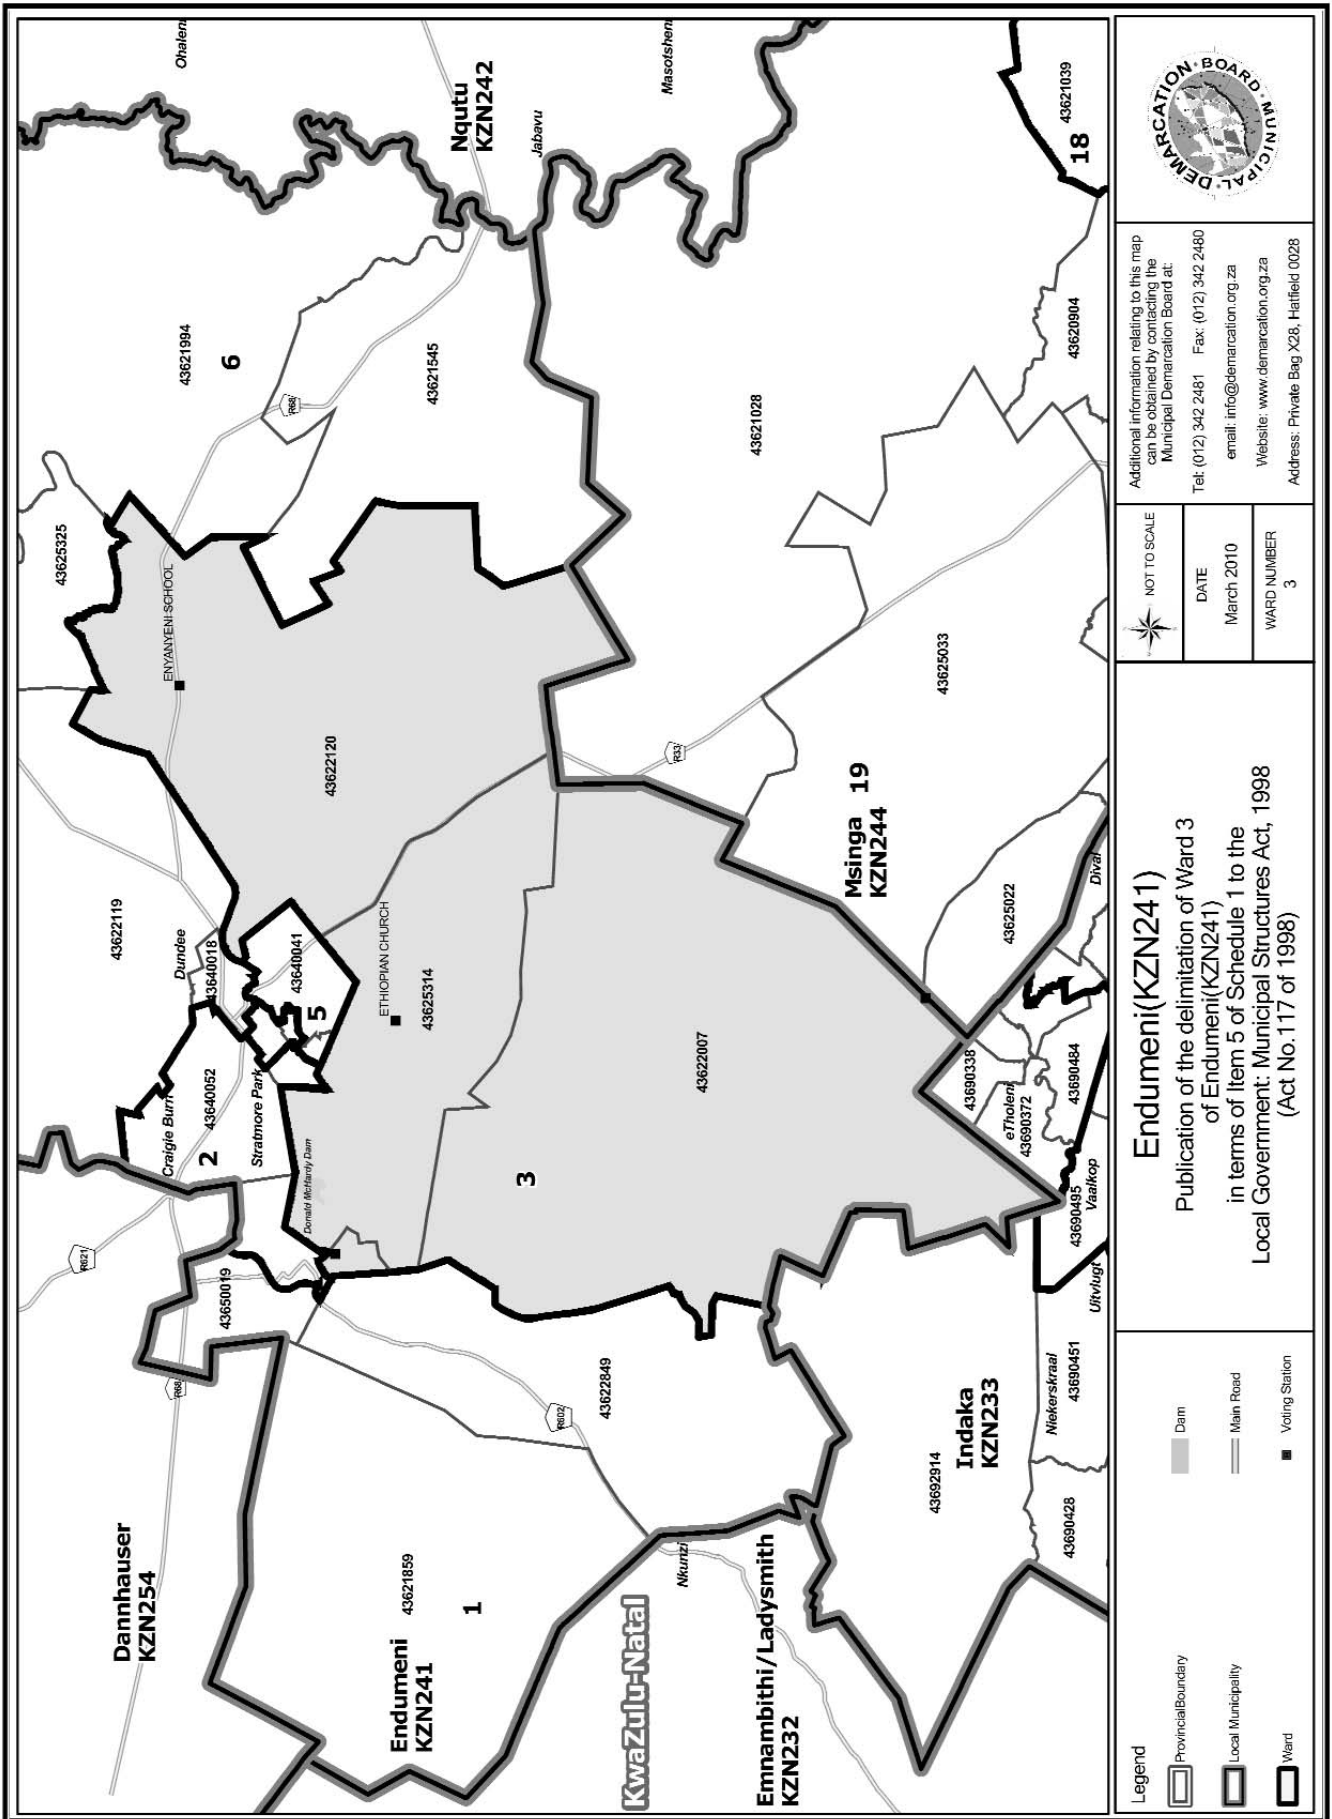 Dannhauser
KZN254
R621
R68
43650019
Endumeni
KZN241
43621859
1
R602
43622849
Nkunzi
KwaZulu-Natal
Emnambithi/Ladysmith
KZN232
43692914
Indaka
KZN233
43690428
Niekerskraal
43690451
Uitvlugt
Craigie Burn
43640052
2
Stratmore Park
Donald McHardy Dam
Dundee
43640018
43640041
5
43622119
ETHIOPIAN CHURCH
43625314
3
43622007
ENYANYENI SCHOOL
43622120
43625325
43621994
6
R68
43621545
Ohalen
Nqutu
KZN242
Jabavu
Masotsheni
43621028
R33
43625033
Msinga 19
KZN244
43625022
Dival
43690338
eTholeni
43690372
43690484
43690495
Vaalkop
43620904
43621039
18
Legend
ProvincialBoundary
Local Municipality
Ward
Dam
Main Road
Voting Station
Endumeni(KZN241)
Publication of the delimitation of Ward 3
of Endumeni(KZN241)
in terms of Item 5 of Schedule 1 to the
Local Government: Municipal Structures Act, 1998
(Act No.117 of 1998)
NOT TO SCALE
DATE
March 2010
WARD NUMBER
3
Additional information relating to this map
can be obtained by contacting the
Municipal Demarcation Board at:
Tel: (012) 342 2481 Fax: (012) 342 2480
email: info@demarcation.org.za
Website: www.demarcation.org.za
Address: Private Bag X28, Hatfield 0028
MUNICIPAL DEMARCATION BOARD